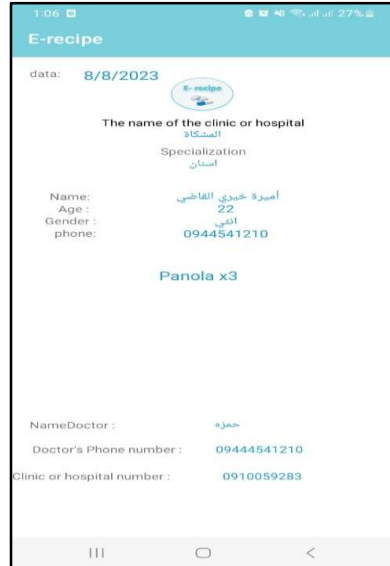 1:06 27%
E-recipe
data: 8/8/2023
E- recipe
The name of the clinic or hospital
المشكاة
Specialization
اسنان
Name: أميرة خيري القاضي
Age : 22
Gender : انثي
phone: 0944541210
Panola x3
NameDoctor : حمزه
Doctor's Phone number : 09444541210
Clinic or hospital number : 0910059283